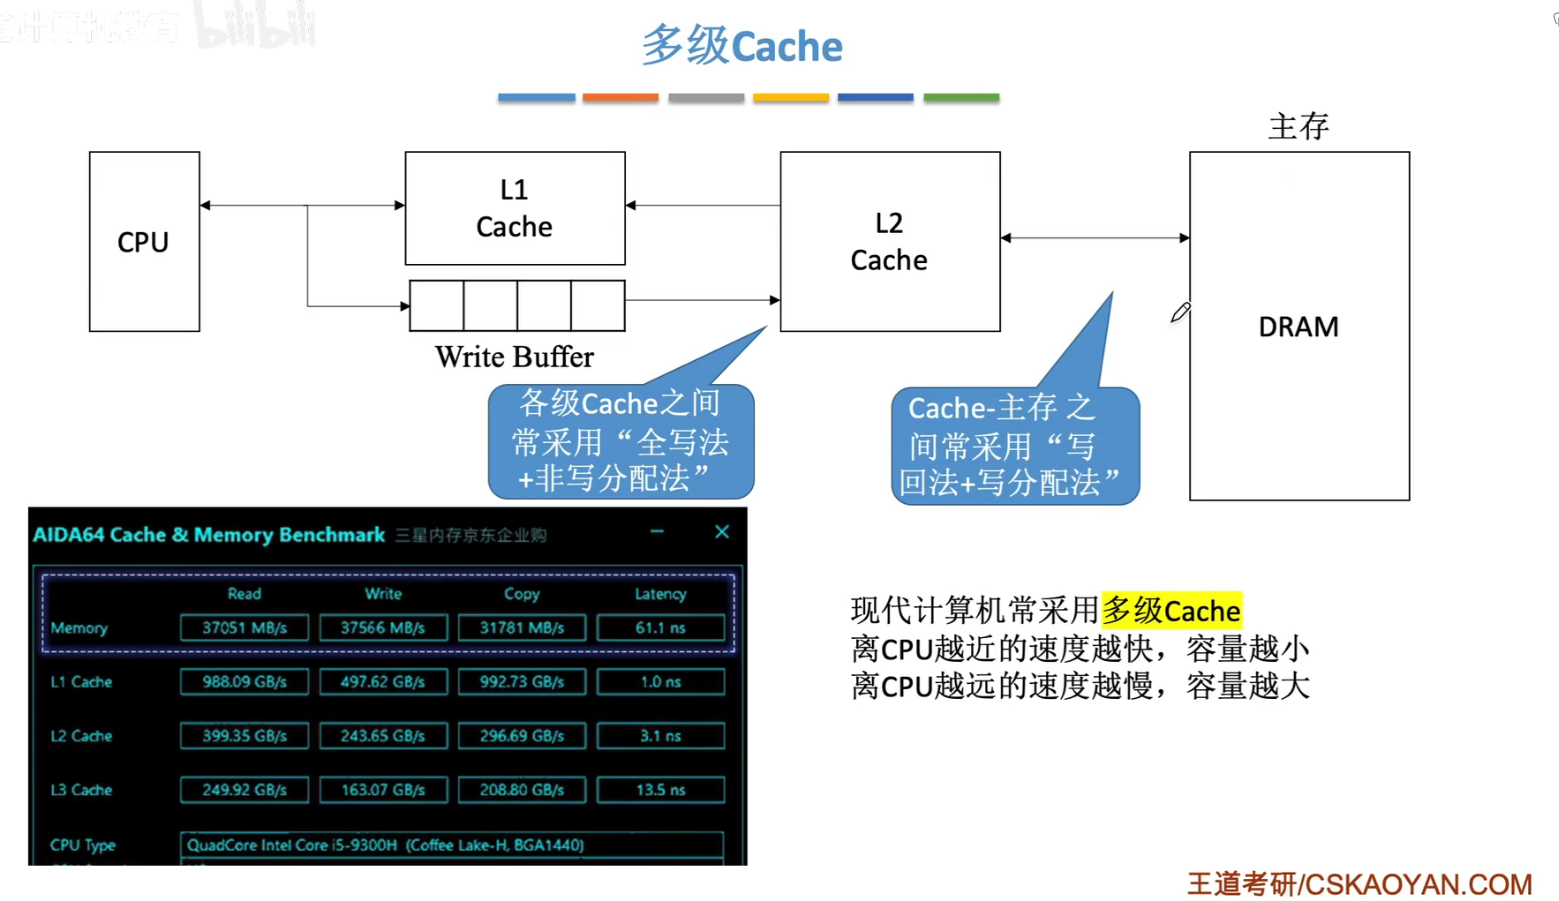 计算机教育 bilibili
多级Cache
主存
CPU
L1
Cache
L2
Cache
DRAM
Write Buffer
各级Cache之间
常采用“全写法
+非写分配法”
Cache-主存 之
间常采用“写
回法+写分配法”
AIDA64 Cache & Memory Benchmark 三星内存京东企业购
Read Write Copy Latency
Memory 37051 MB/s 37566 MB/s 31781 MB/s 61.1 ns
L1 Cache 988.09 GB/s 497.62 GB/s 992.73 GB/s 1.0 ns
L2 Cache 399.35 GB/s 243.65 GB/s 296.69 GB/s 3.1 ns
L3 Cache 249.92 GB/s 163.07 GB/s 208.80 GB/s 13.5 ns
CPU Type QuadCore Intel Core i5-9300H (Coffee Lake-H, BGA1440)
现代计算机常采用多级Cache
离CPU越近的速度越快，容量越小
离CPU越远的速度越慢，容量越大
王道考研/CSKAOYAN.COM